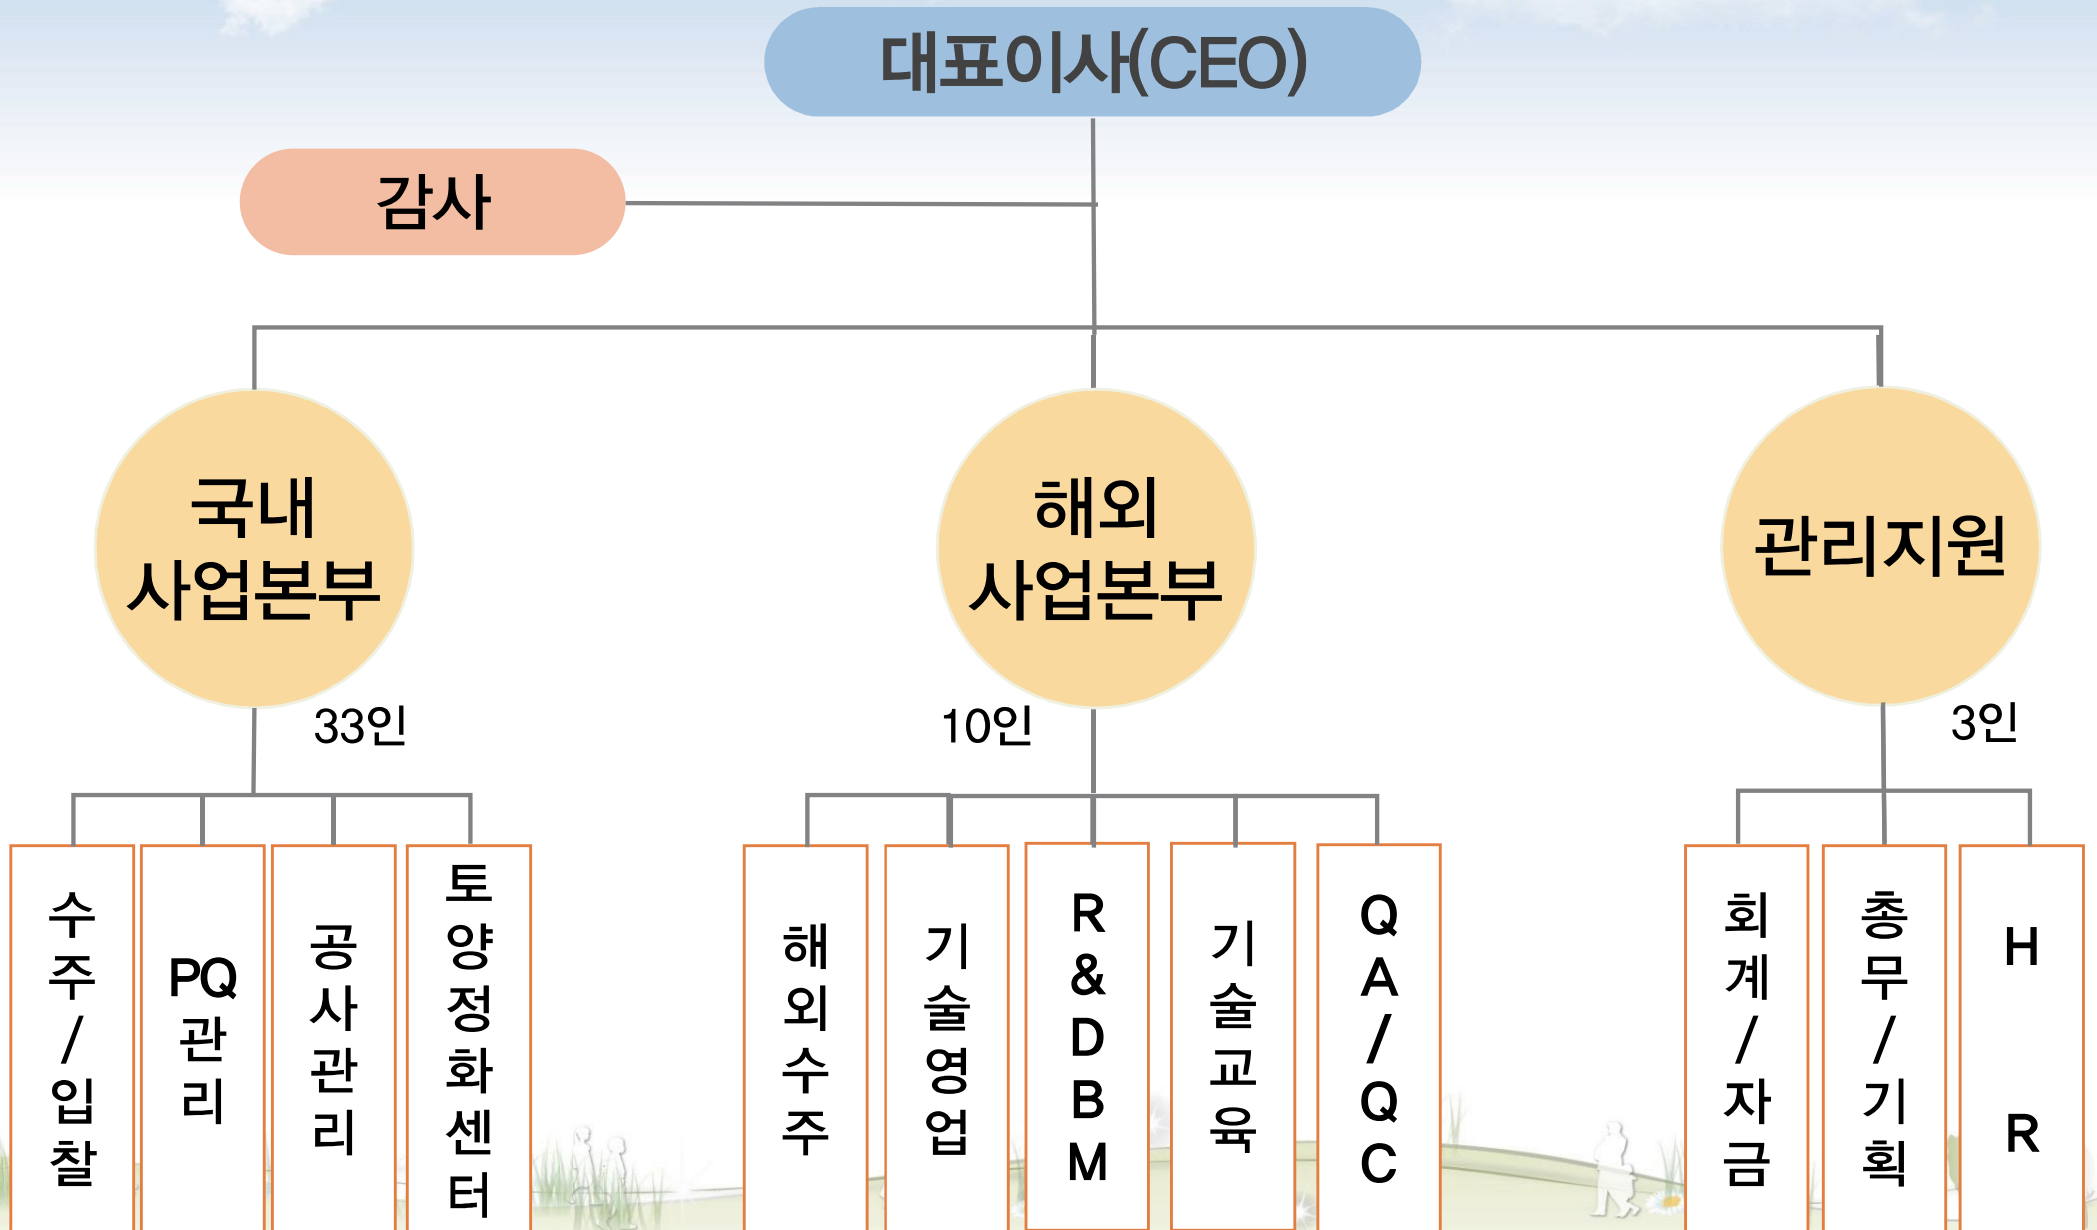 대표이사(CEO)
감사
국내
사업본부
해외
사업본부
관리지원
33인
10인
3인
수주/입찰
PQ관리
공사관리
토양정화센터
해외수주
기술영업
R&DBM
기술교육
QA/QC
회계/자금
총무/기획
HR